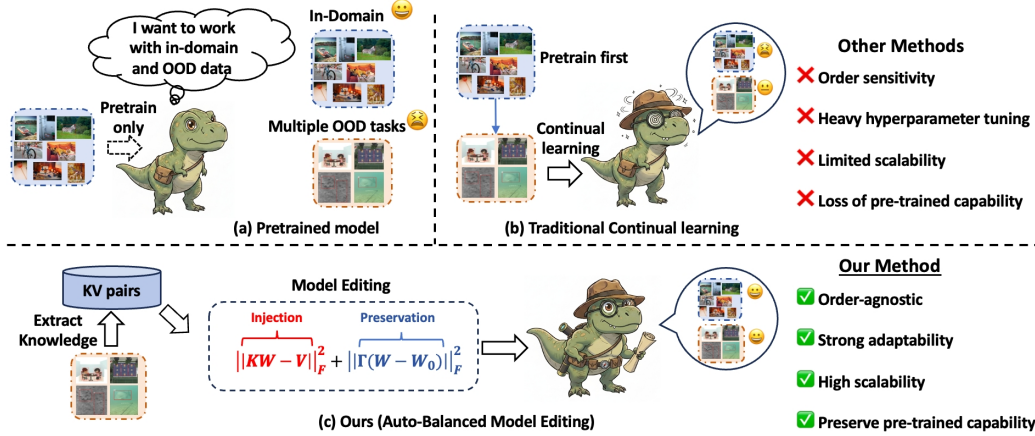 I want to work
with in-domain
and OOD data
Pretrain
only
In-Domain
Multiple OOD tasks
(a) Pretrained model
Pretrain first
Continual
learning
(b) Traditional Continual learning
Other Methods
Order sensitivity
Heavy hyperparameter tuning
Limited scalability
Loss of pre-trained capability
KV pairs
Extract
Knowledge
Model Editing
Injection
Preservation
||KW − V||²_F + ||Γ(W − W₀)||²_F
(c) Ours (Auto-Balanced Model Editing)
Our Method
Order-agnostic
Strong adaptability
High scalability
Preserve pre-trained capability